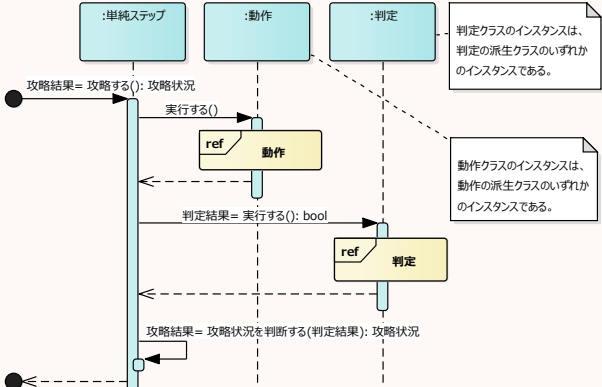 :単純ステップ
:動作
:判定
判定クラスのインスタンスは、
判定の派生クラスのいずれか
のインスタンスである。
攻略結果= 攻略する(): 攻略状況
実行する()
ref
動作
動作クラスのインスタンスは、
動作の派生クラスのいずれか
のインスタンスである。
判定結果= 実行する(): bool
ref
判定
攻略結果= 攻略状況を判断する(判定結果): 攻略状況